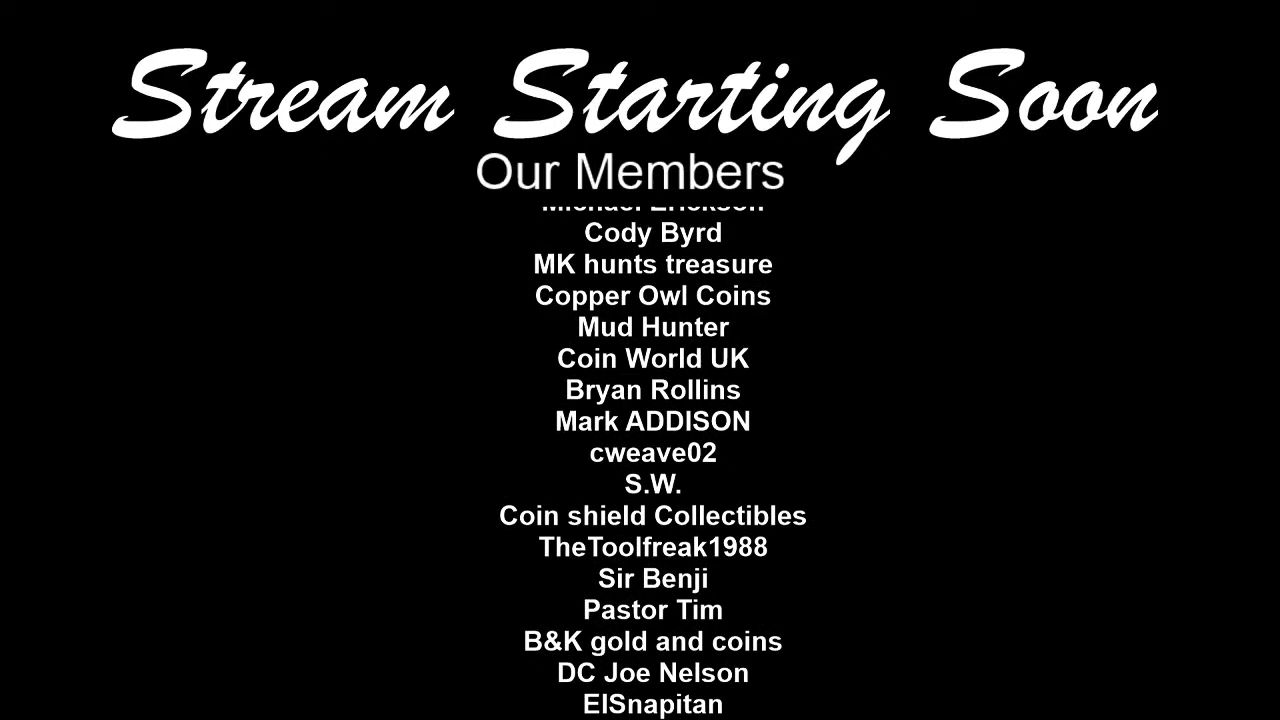 Stream Starting Soon
Our Members
Michael Erickson
Cody Byrd
MK hunts treasure
Copper Owl Coins
Mud Hunter
Coin World UK
Bryan Rollins
Mark ADDISON
cweave02
S.W.
Coin shield Collectibles
TheToolfreak1988
Sir Benji
Pastor Tim
B&K gold and coins
DC Joe Nelson
ElSnapitan